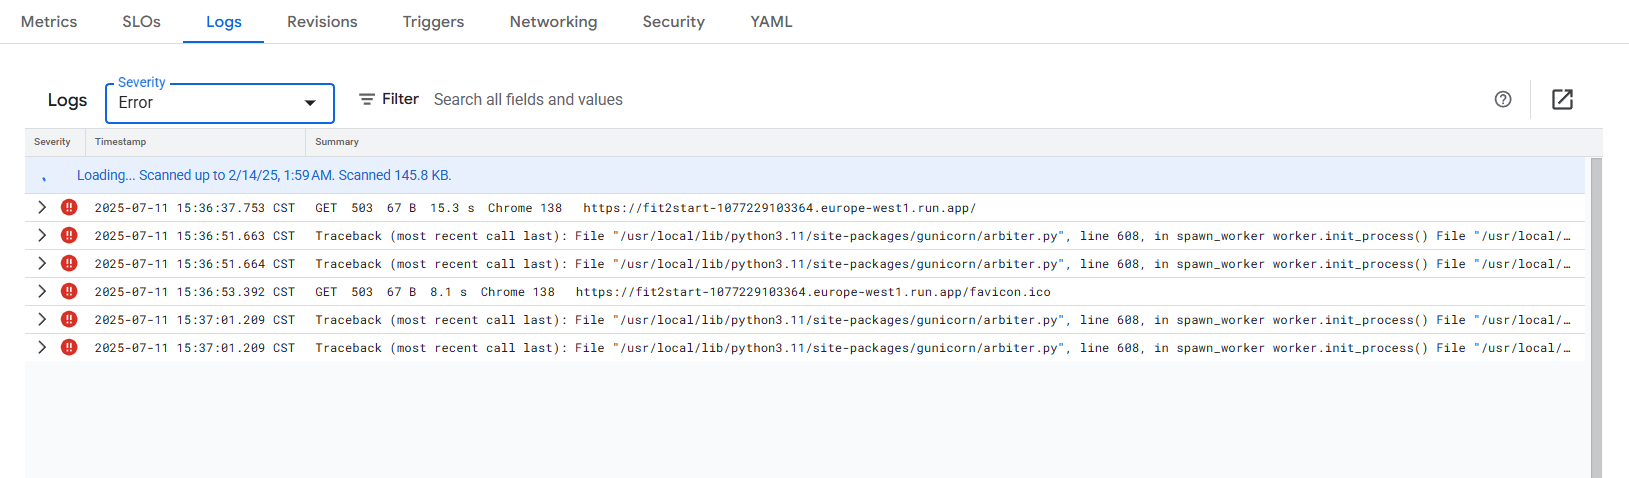 Metrics SLOs Logs Revisions Triggers Networking Security YAML
Severity
Logs Error Filter Search all fields and values
Severity Timestamp Summary
Loading... Scanned up to 2/14/25, 1:59 AM. Scanned 145.8 KB.
2025-07-11 15:36:37.753 CST GET 503 67 B 15.3 s Chrome 138 https://fit2start-1077229103364.europe-west1.run.app/
2025-07-11 15:36:51.663 CST Traceback (most recent call last): File "/usr/local/lib/python3.11/site-packages/gunicorn/arbiter.py", line 608, in spawn_worker worker.init_process() File "/usr/local/…
2025-07-11 15:36:51.664 CST Traceback (most recent call last): File "/usr/local/lib/python3.11/site-packages/gunicorn/arbiter.py", line 608, in spawn_worker worker.init_process() File "/usr/local/…
2025-07-11 15:36:53.392 CST GET 503 67 B 8.1 s Chrome 138 https://fit2start-1077229103364.europe-west1.run.app/favicon.ico
2025-07-11 15:37:01.209 CST Traceback (most recent call last): File "/usr/local/lib/python3.11/site-packages/gunicorn/arbiter.py", line 608, in spawn_worker worker.init_process() File "/usr/local/…
2025-07-11 15:37:01.209 CST Traceback (most recent call last): File "/usr/local/lib/python3.11/site-packages/gunicorn/arbiter.py", line 608, in spawn_worker worker.init_process() File "/usr/local/…